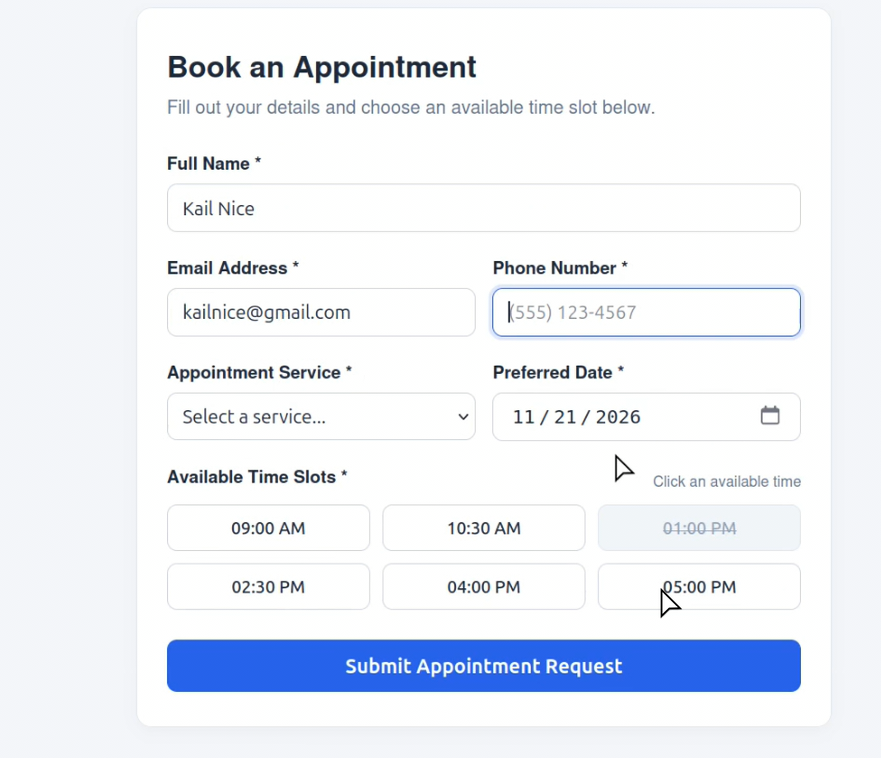 Book an Appointment
Fill out your details and choose an available time slot below.
Full Name *
Kail Nice
Email Address * Phone Number *
kailnice@gmail.com (555) 123-4567
Appointment Service * Preferred Date *
Select a service... 11 / 21 / 2026
Available Time Slots * Click an available time
09:00 AM 10:30 AM 01:00 PM
02:30 PM 04:00 PM 05:00 PM
Submit Appointment Request